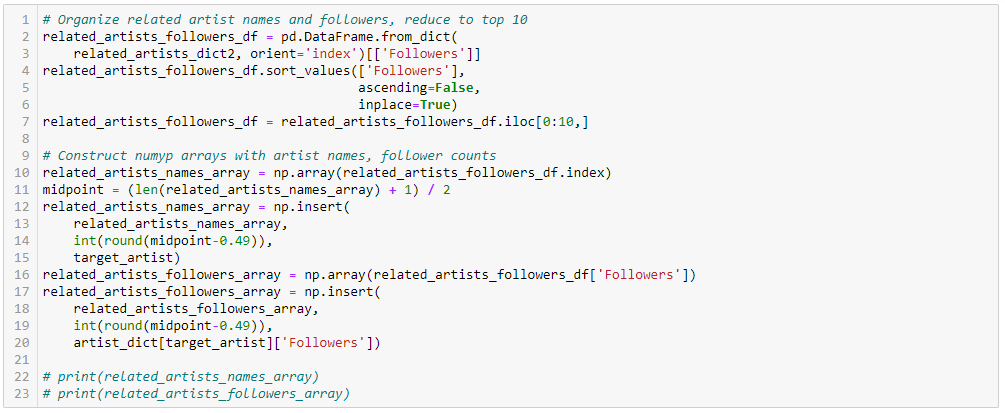 1 # Organize related artist names and followers, reduce to top 10
2 related_artists_followers_df = pd.DataFrame.from_dict(
3     related_artists_dict2, orient='index')[['Followers']]
4 related_artists_followers_df.sort_values(['Followers'],
5                                          ascending=False,
6                                          inplace=True)
7 related_artists_followers_df = related_artists_followers_df.iloc[0:10,]
8
9 # Construct numyp arrays with artist names, follower counts
10 related_artists_names_array = np.array(related_artists_followers_df.index)
11 midpoint = (len(related_artists_names_array) + 1) / 2
12 related_artists_names_array = np.insert(
13     related_artists_names_array,
14     int(round(midpoint-0.49)),
15     target_artist)
16 related_artists_followers_array = np.array(related_artists_followers_df['Followers'])
17 related_artists_followers_array = np.insert(
18     related_artists_followers_array,
19     int(round(midpoint-0.49)),
20     artist_dict[target_artist]['Followers'])
21
22 # print(related_artists_names_array)
23 # print(related_artists_followers_array)